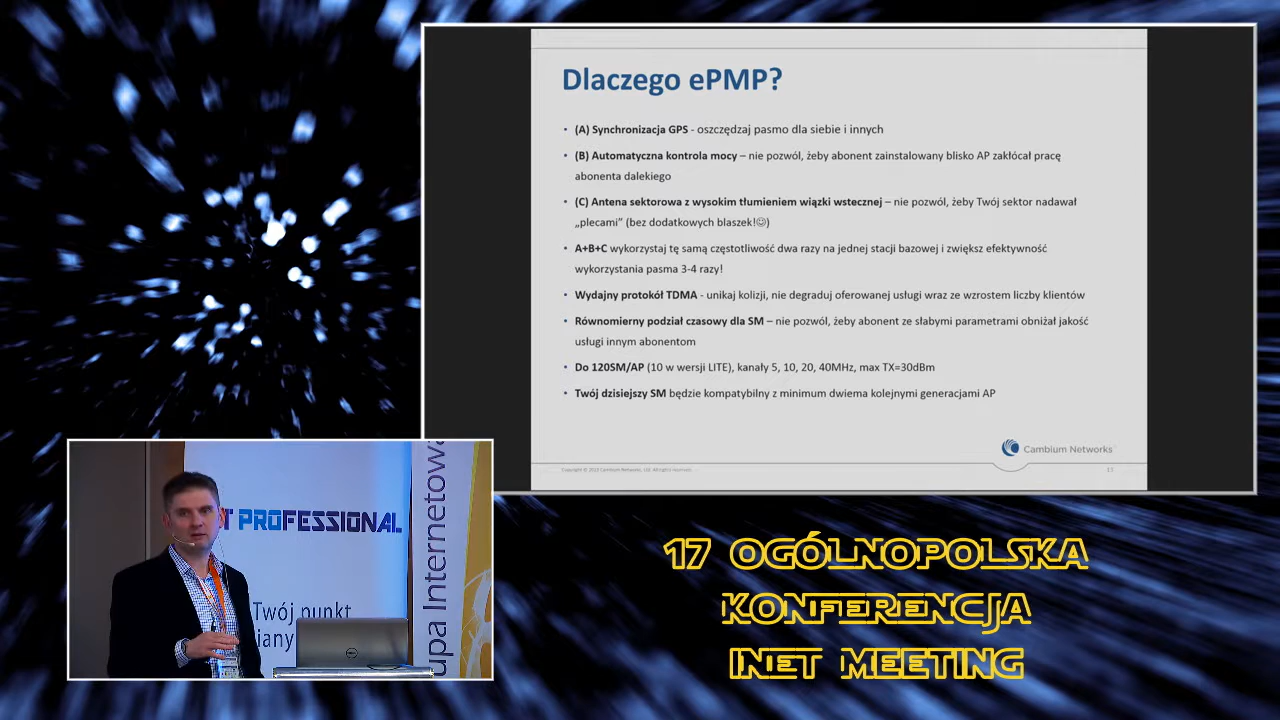 Dlaczego ePMP?
• (A) Synchronizacja GPS - oszczędzaj pasmo dla siebie i innych
• (B) Automatyczna kontrola mocy – nie pozwól, żeby abonent zainstalowany blisko AP zakłócał pracę
abonenta dalekiego
• (C) Antena sektorowa z wysokim tłumieniem wiązki wstecznej – nie pozwól, żeby Twój sektor nadawał
„plecami” (bez dodatkowych blaszek!☺)
• A+B+C wykorzystaj tę samą częstotliwość dwa razy na jednej stacji bazowej i zwiększ efektywność
wykorzystania pasma 3-4 razy!
• Wydajny protokół TDMA - unikaj kolizji, nie degraduj oferowanej usługi wraz ze wzrostem liczby klientów
• Równomierny podział czasowy dla SM – nie pozwól, żeby abonent ze słabymi parametrami obniżał jakość
usługi innym abonentom
• Do 120SM/AP (10 w wersji LITE), kanały 5, 10, 20, 40MHz, max TX=30dBm
• Twój dzisiejszy SM będzie kompatybilny z minimum dwiema kolejnymi generacjami AP
Cambium Networks
T PROFESSIONAL
Twój punkt
upa Internetowa
DELL
17 OGÓLNOPOLSKA
KONFERENCJA
INET MEETING